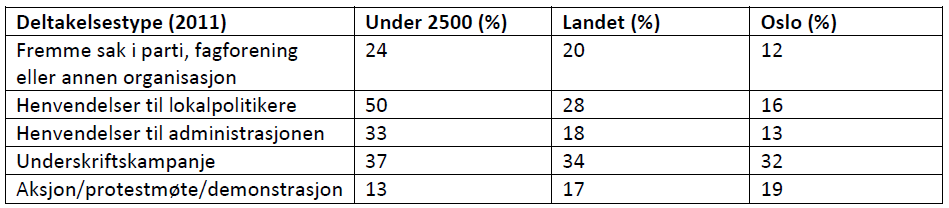 Deltakelsestype (2011) Under 2500 (%) Landet (%) Oslo (%)
Fremme sak i parti, fagforening 24 20 12
eller annen organisasjon
Henvendelser til lokalpolitikere 50 28 16
Henvendelser til administrasjonen 33 18 13
Underskriftskampanje 37 34 32
Aksjon/protestmøte/demonstrasjon 13 17 19